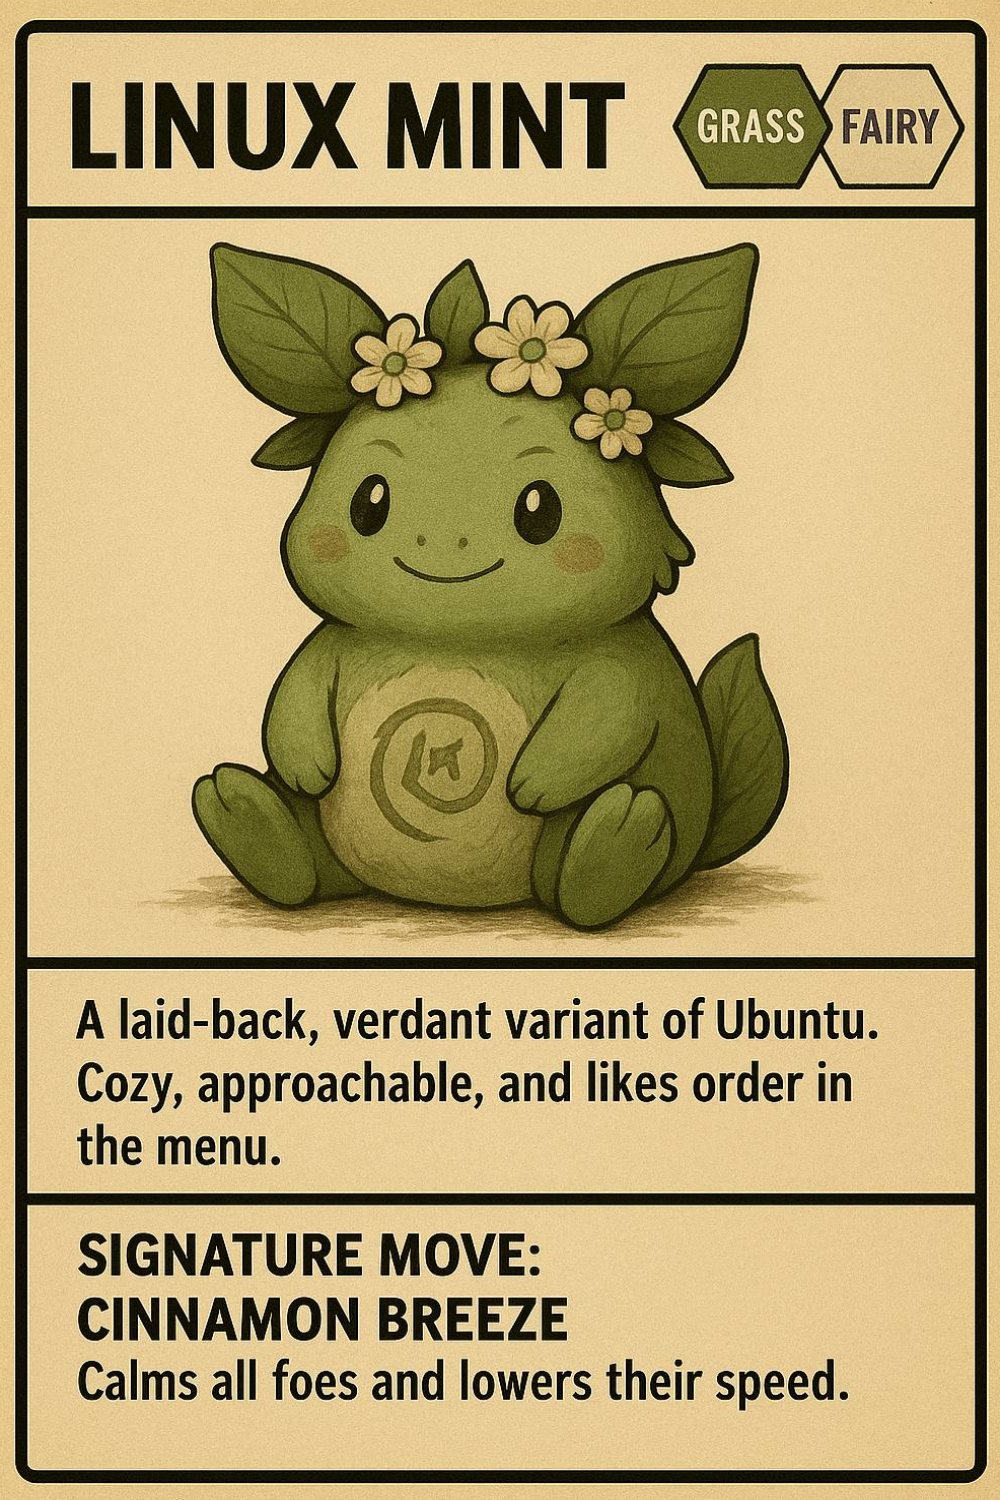 LINUX MINT
GRASS FAIRY
A laid-back, verdant variant of Ubuntu.
Cozy, approachable, and likes order in
the menu.
SIGNATURE MOVE:
CINNAMON BREEZE
Calms all foes and lowers their speed.